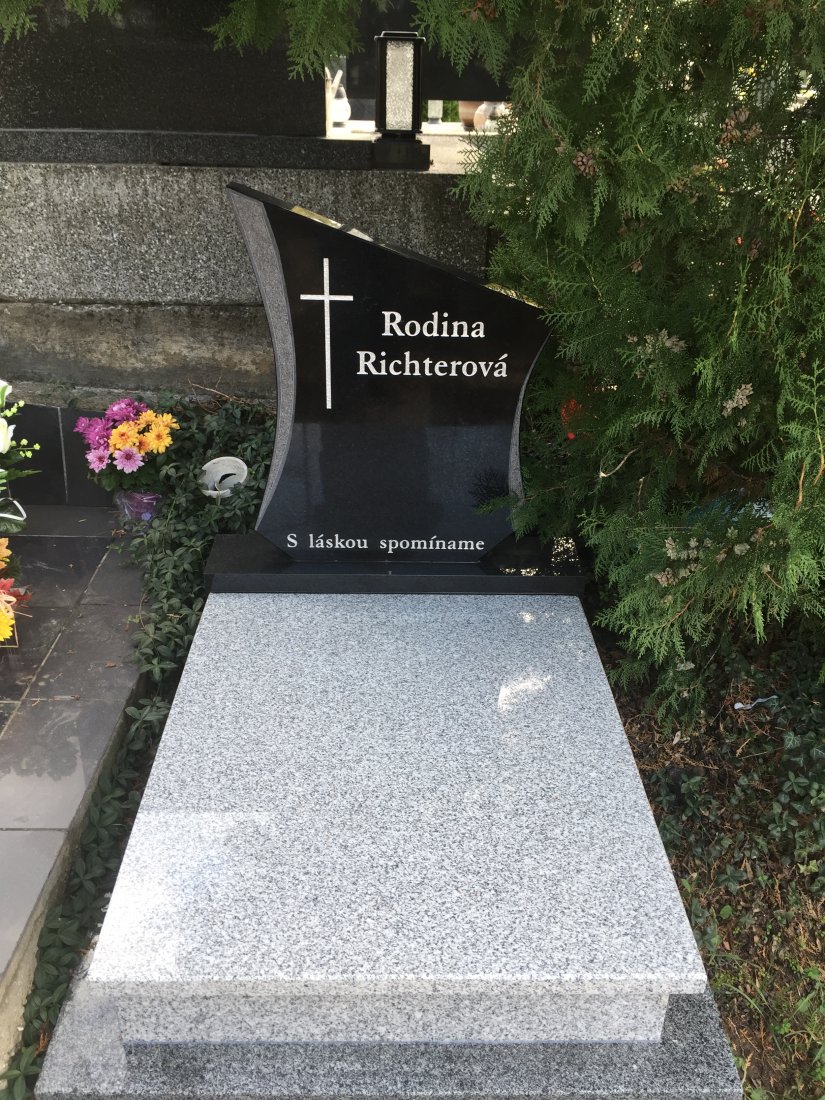 Rodina
Richterová
S láskou spomíname